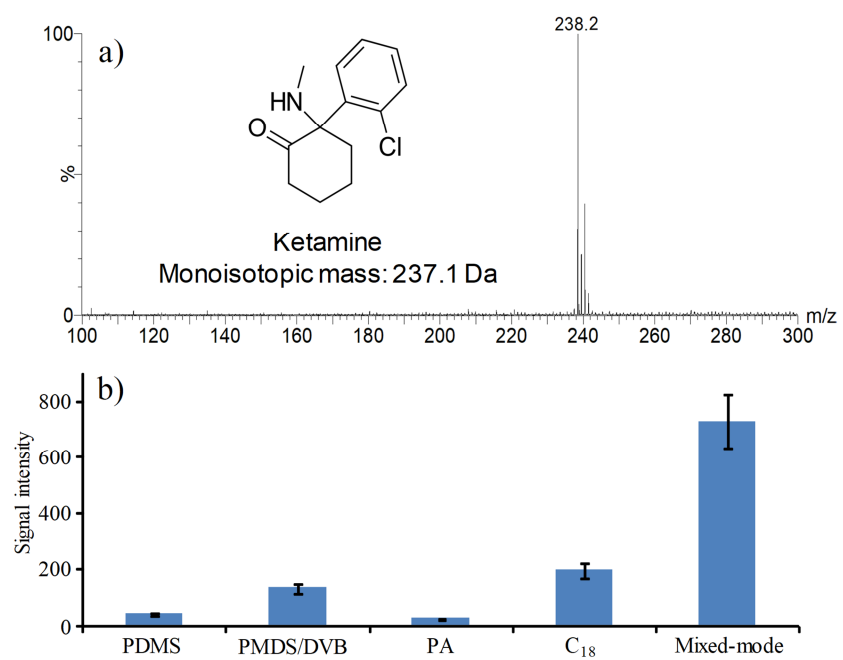 238.2
100
a)
HN
O
Cl
%
Ketamine
Monoisotopic mass: 237.1 Da
0
100 120 140 160 180 200 220 240 260 280 300 m/z
b)
800
600
400
200
0
Signal intensity
PDMS PMDS/DVB PA C18 Mixed-mode